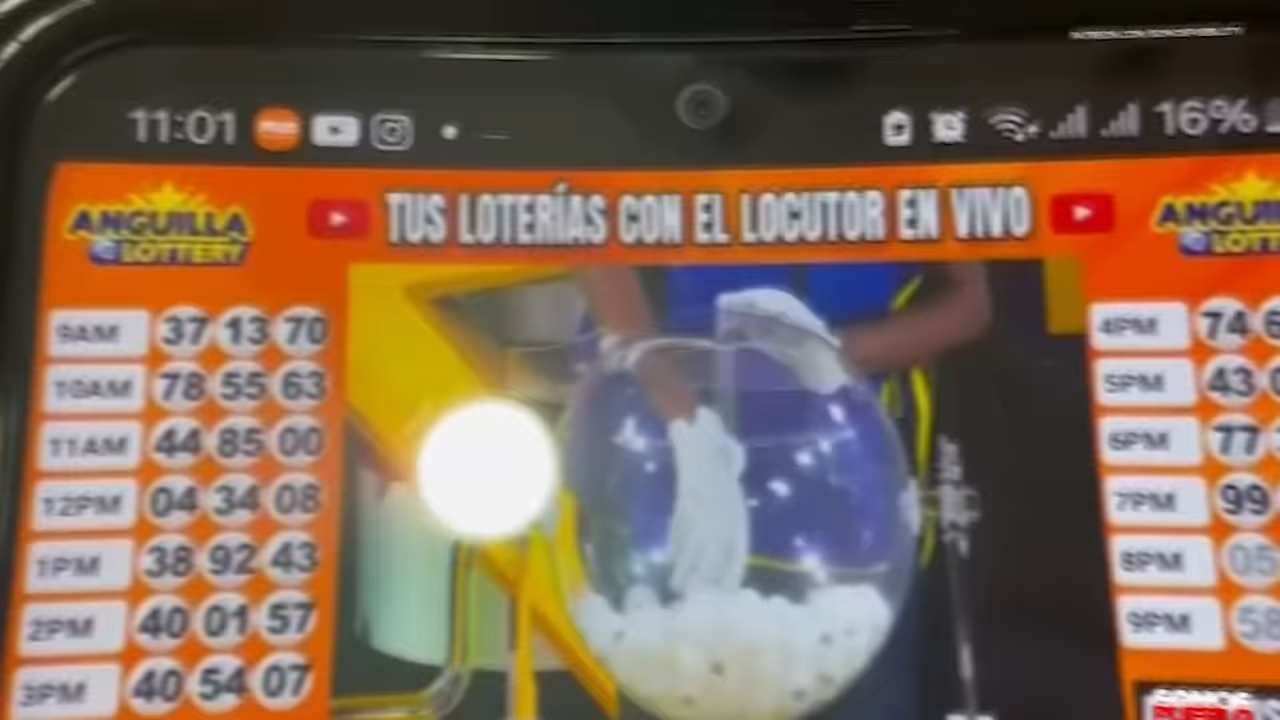 11:01
16%
ANGUILLA
LOTTERY
TUS LOTERÍAS CON EL LOCUTOR EN VIVO
9AM 37 13 70
10AM 78 55 63
11AM 44 85 00
12PM 04 34 08
1PM 38 92 43
2PM 40 01 57
3PM 40 54 07
4PM 74
5PM 43
6PM 77
7PM 99
8PM 05
9PM 58